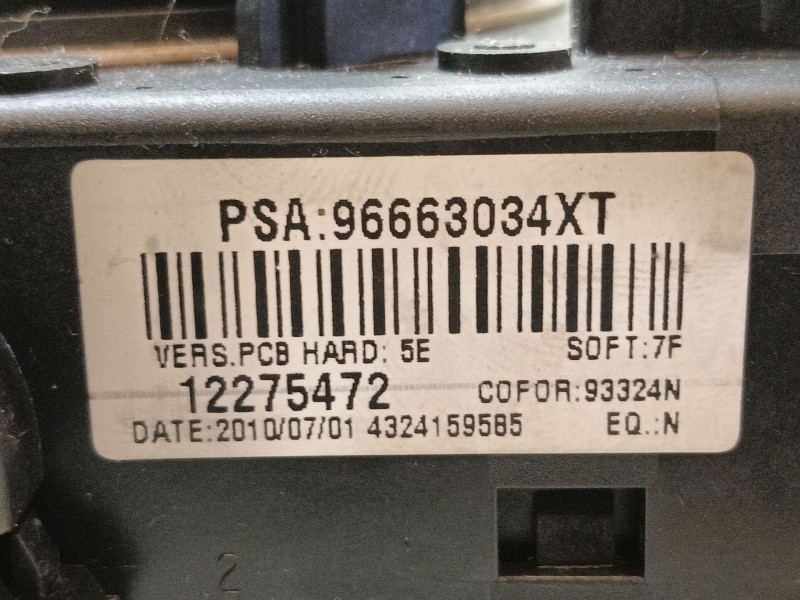 PSA:96663034XT
VERS.PCB HARD: 5E SOFT:7F
12275472 COFOR:93324N
DATE:2010/07/01 4324159585 EQ.:N
2